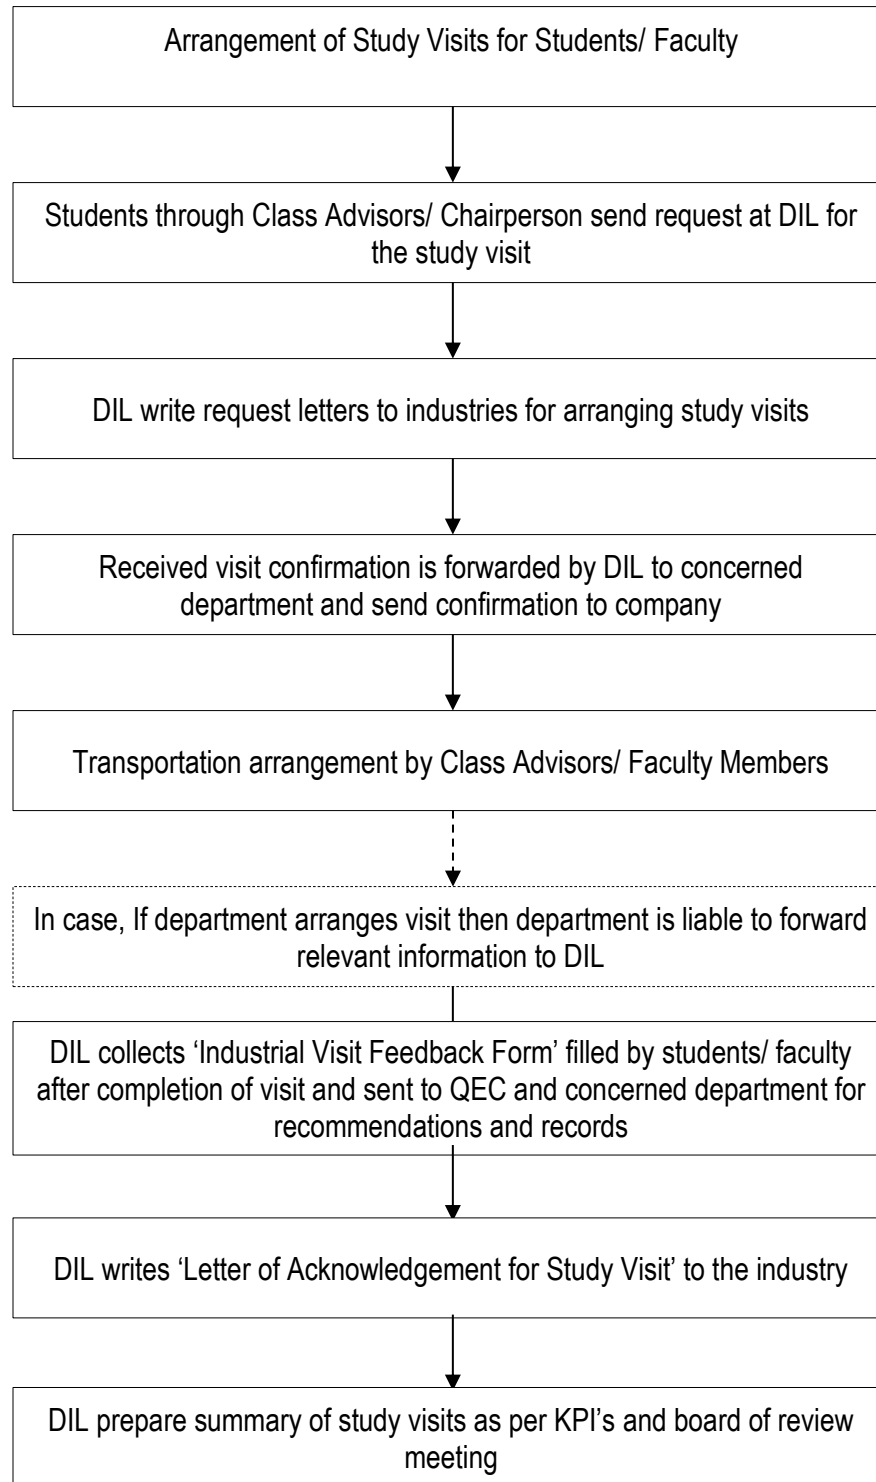 Arrangement of Study Visits for Students/ Faculty
Students through Class Advisors/ Chairperson send request at DIL for
the study visit
DIL write request letters to industries for arranging study visits
Received visit confirmation is forwarded by DIL to concerned
department and send confirmation to company
Transportation arrangement by Class Advisors/ Faculty Members
In case, If department arranges visit then department is liable to forward
relevant information to DIL
DIL collects ‘Industrial Visit Feedback Form’ filled by students/ faculty
after completion of visit and sent to QEC and concerned department for
recommendations and records
DIL writes ‘Letter of Acknowledgement for Study Visit’ to the industry
DIL prepare summary of study visits as per KPI’s and board of review
meeting